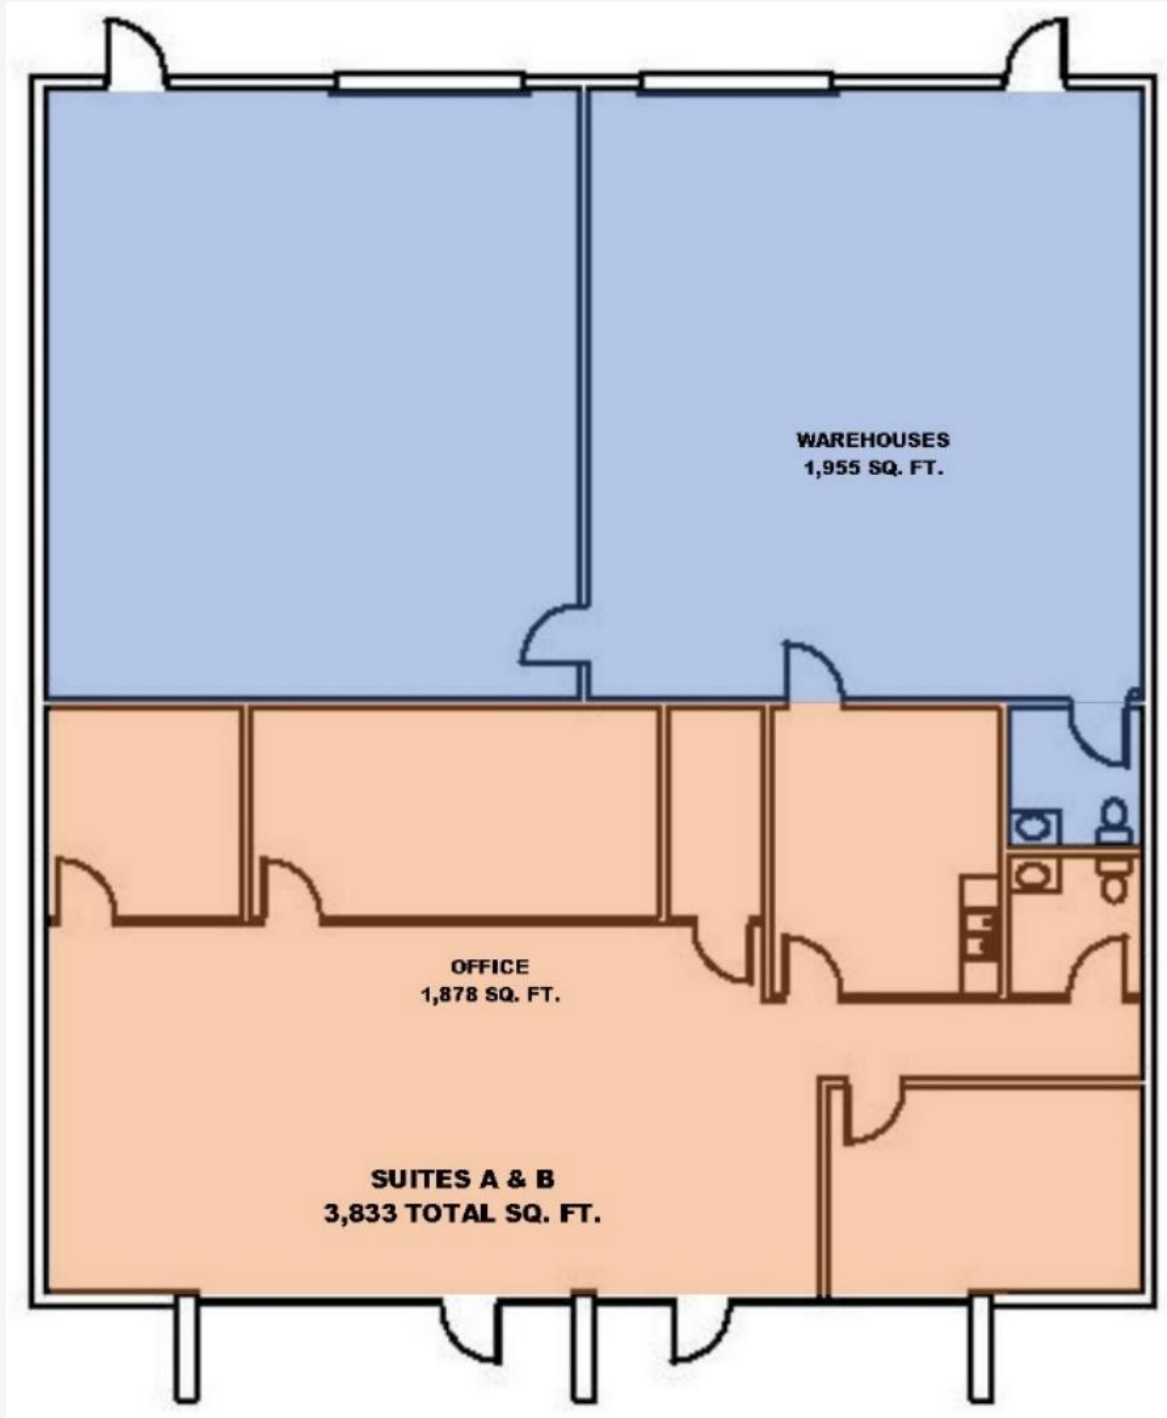 WAREHOUSES
1,955 SQ. FT.
OFFICE
1,878 SQ. FT.
SUITES A & B
3,833 TOTAL SQ. FT.